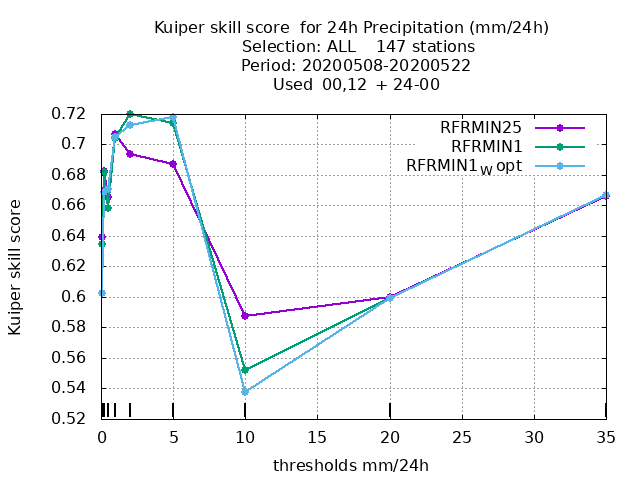 Kuiper skill score  for 24h Precipitation (mm/24h)
Selection: ALL    147 stations
Period: 20200508-20200522
Used  00,12  + 24-00
RFRMIN25
RFRMIN1
RFRMIN1W opt
Kuiper skill score
0.72
0.7
0.68
0.66
0.64
0.62
0.6
0.58
0.56
0.54
0.52
0 5 10 15 20 25 30 35
thresholds mm/24h